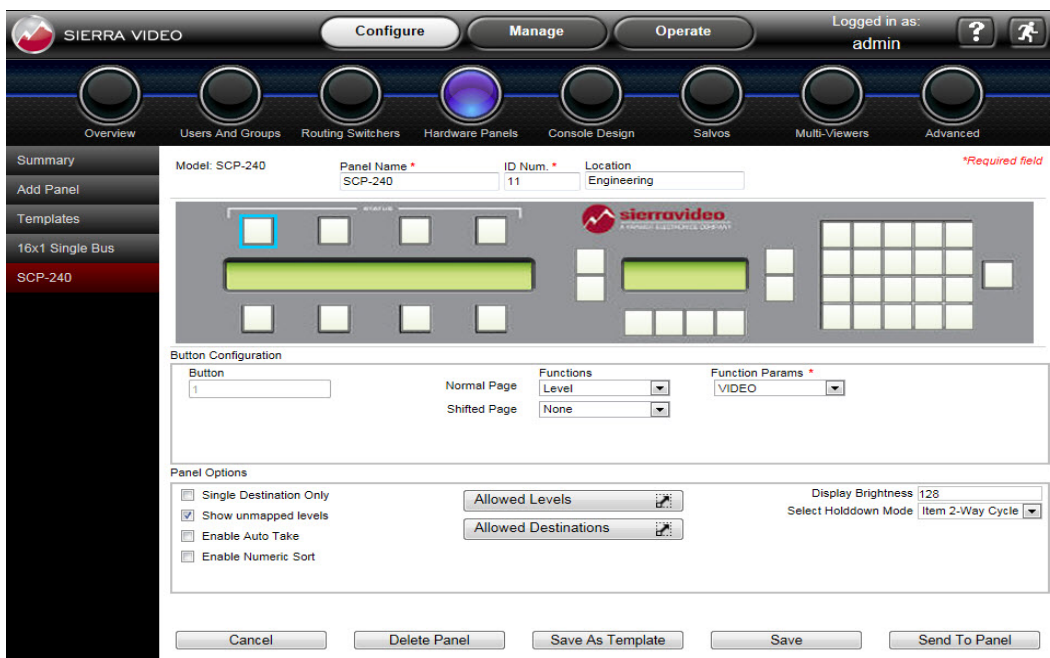 SIERRA VIDEO
Configure
Manage
Operate
Logged in as:
admin
?
Overview
Users And Groups
Routing Switchers
Hardware Panels
Console Design
Salvos
Multi-Viewers
Advanced
Summary
Add Panel
Templates
16x1 Single Bus
SCP-240
Model: SCP-240
Panel Name *
ID Num. *
Location
*Required field
SCP-240
11
Engineering
STATUS
sierravideo
A KRAMER ELECTRONICS COMPANY
Button Configuration
Button
Functions
Function Params *
1
Normal Page
Level
VIDEO
Shifted Page
None
Panel Options
Single Destination Only
Show unmapped levels
Enable Auto Take
Enable Numeric Sort
Allowed Levels
Allowed Destinations
Display Brightness 128
Select Holddown Mode Item 2-Way Cycle
Cancel
Delete Panel
Save As Template
Save
Send To Panel